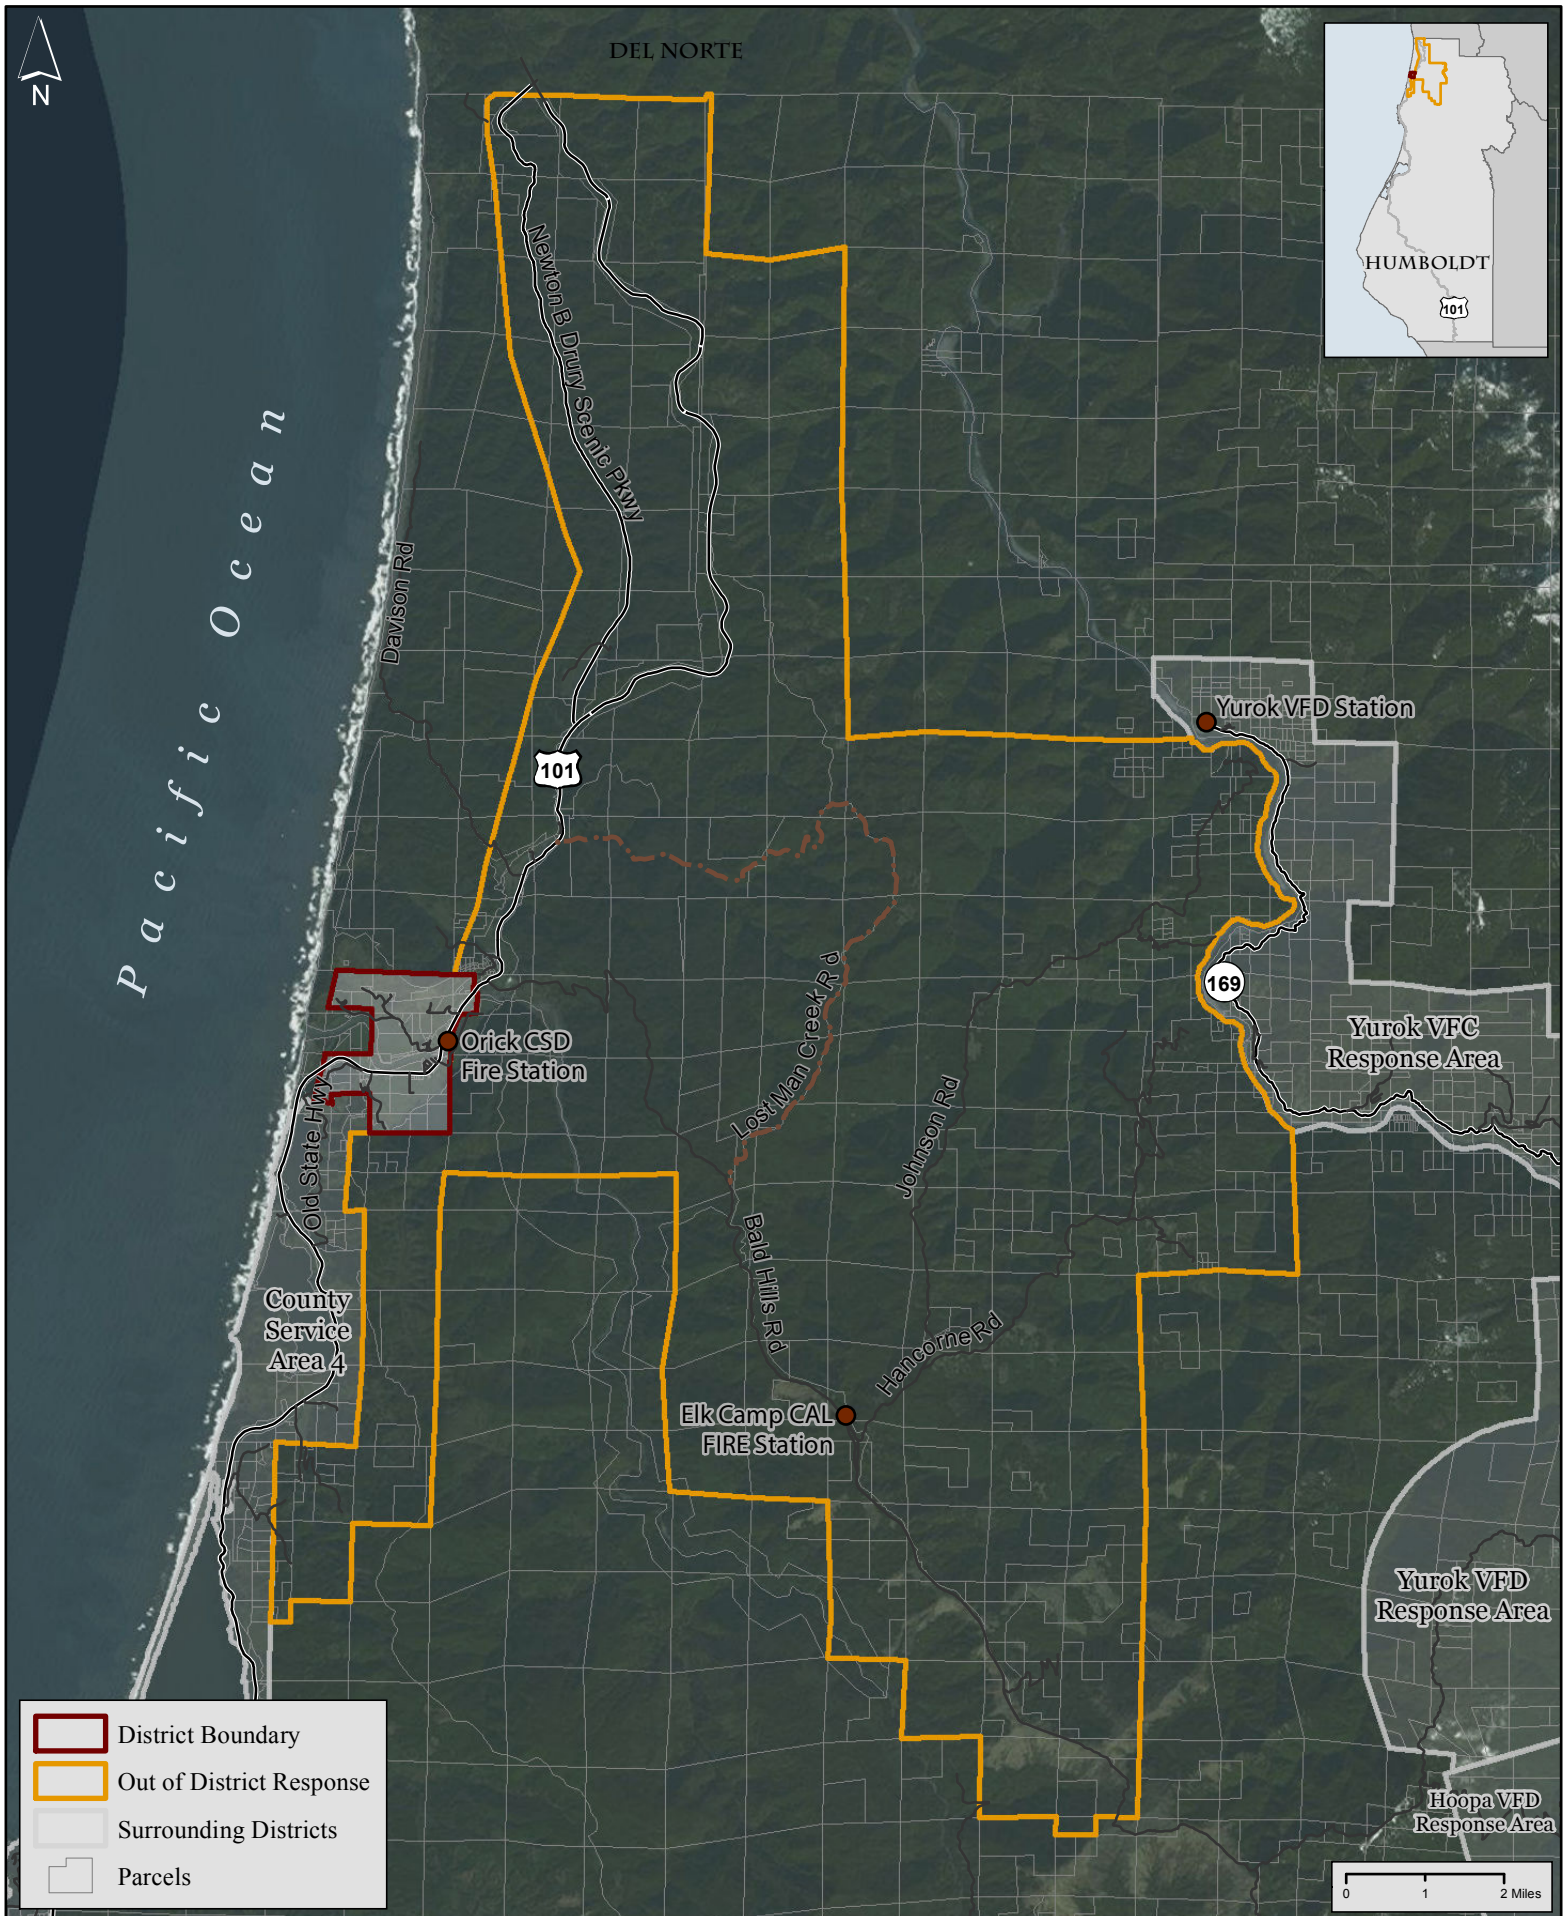 DEL NORTE
N
HUMBOLDT
101
Newton B Drury Scenic Pkwy
Pacific Ocean
Davison Rd
Yurok VFD Station
101
Lost Man Creek Rd
169
Orick CSD
Fire Station
Yurok VFC
Response Area
Old State Hwy
Johnson Rd
Bald Hills Rd
County
Service
Area 4
Hancorne Rd
Elk Camp CAL
FIRE Station
Yurok VFD
Response Area
Hoopa VFD
Response Area
District Boundary
Out of District Response
Surrounding Districts
Parcels
0 1 2 Miles